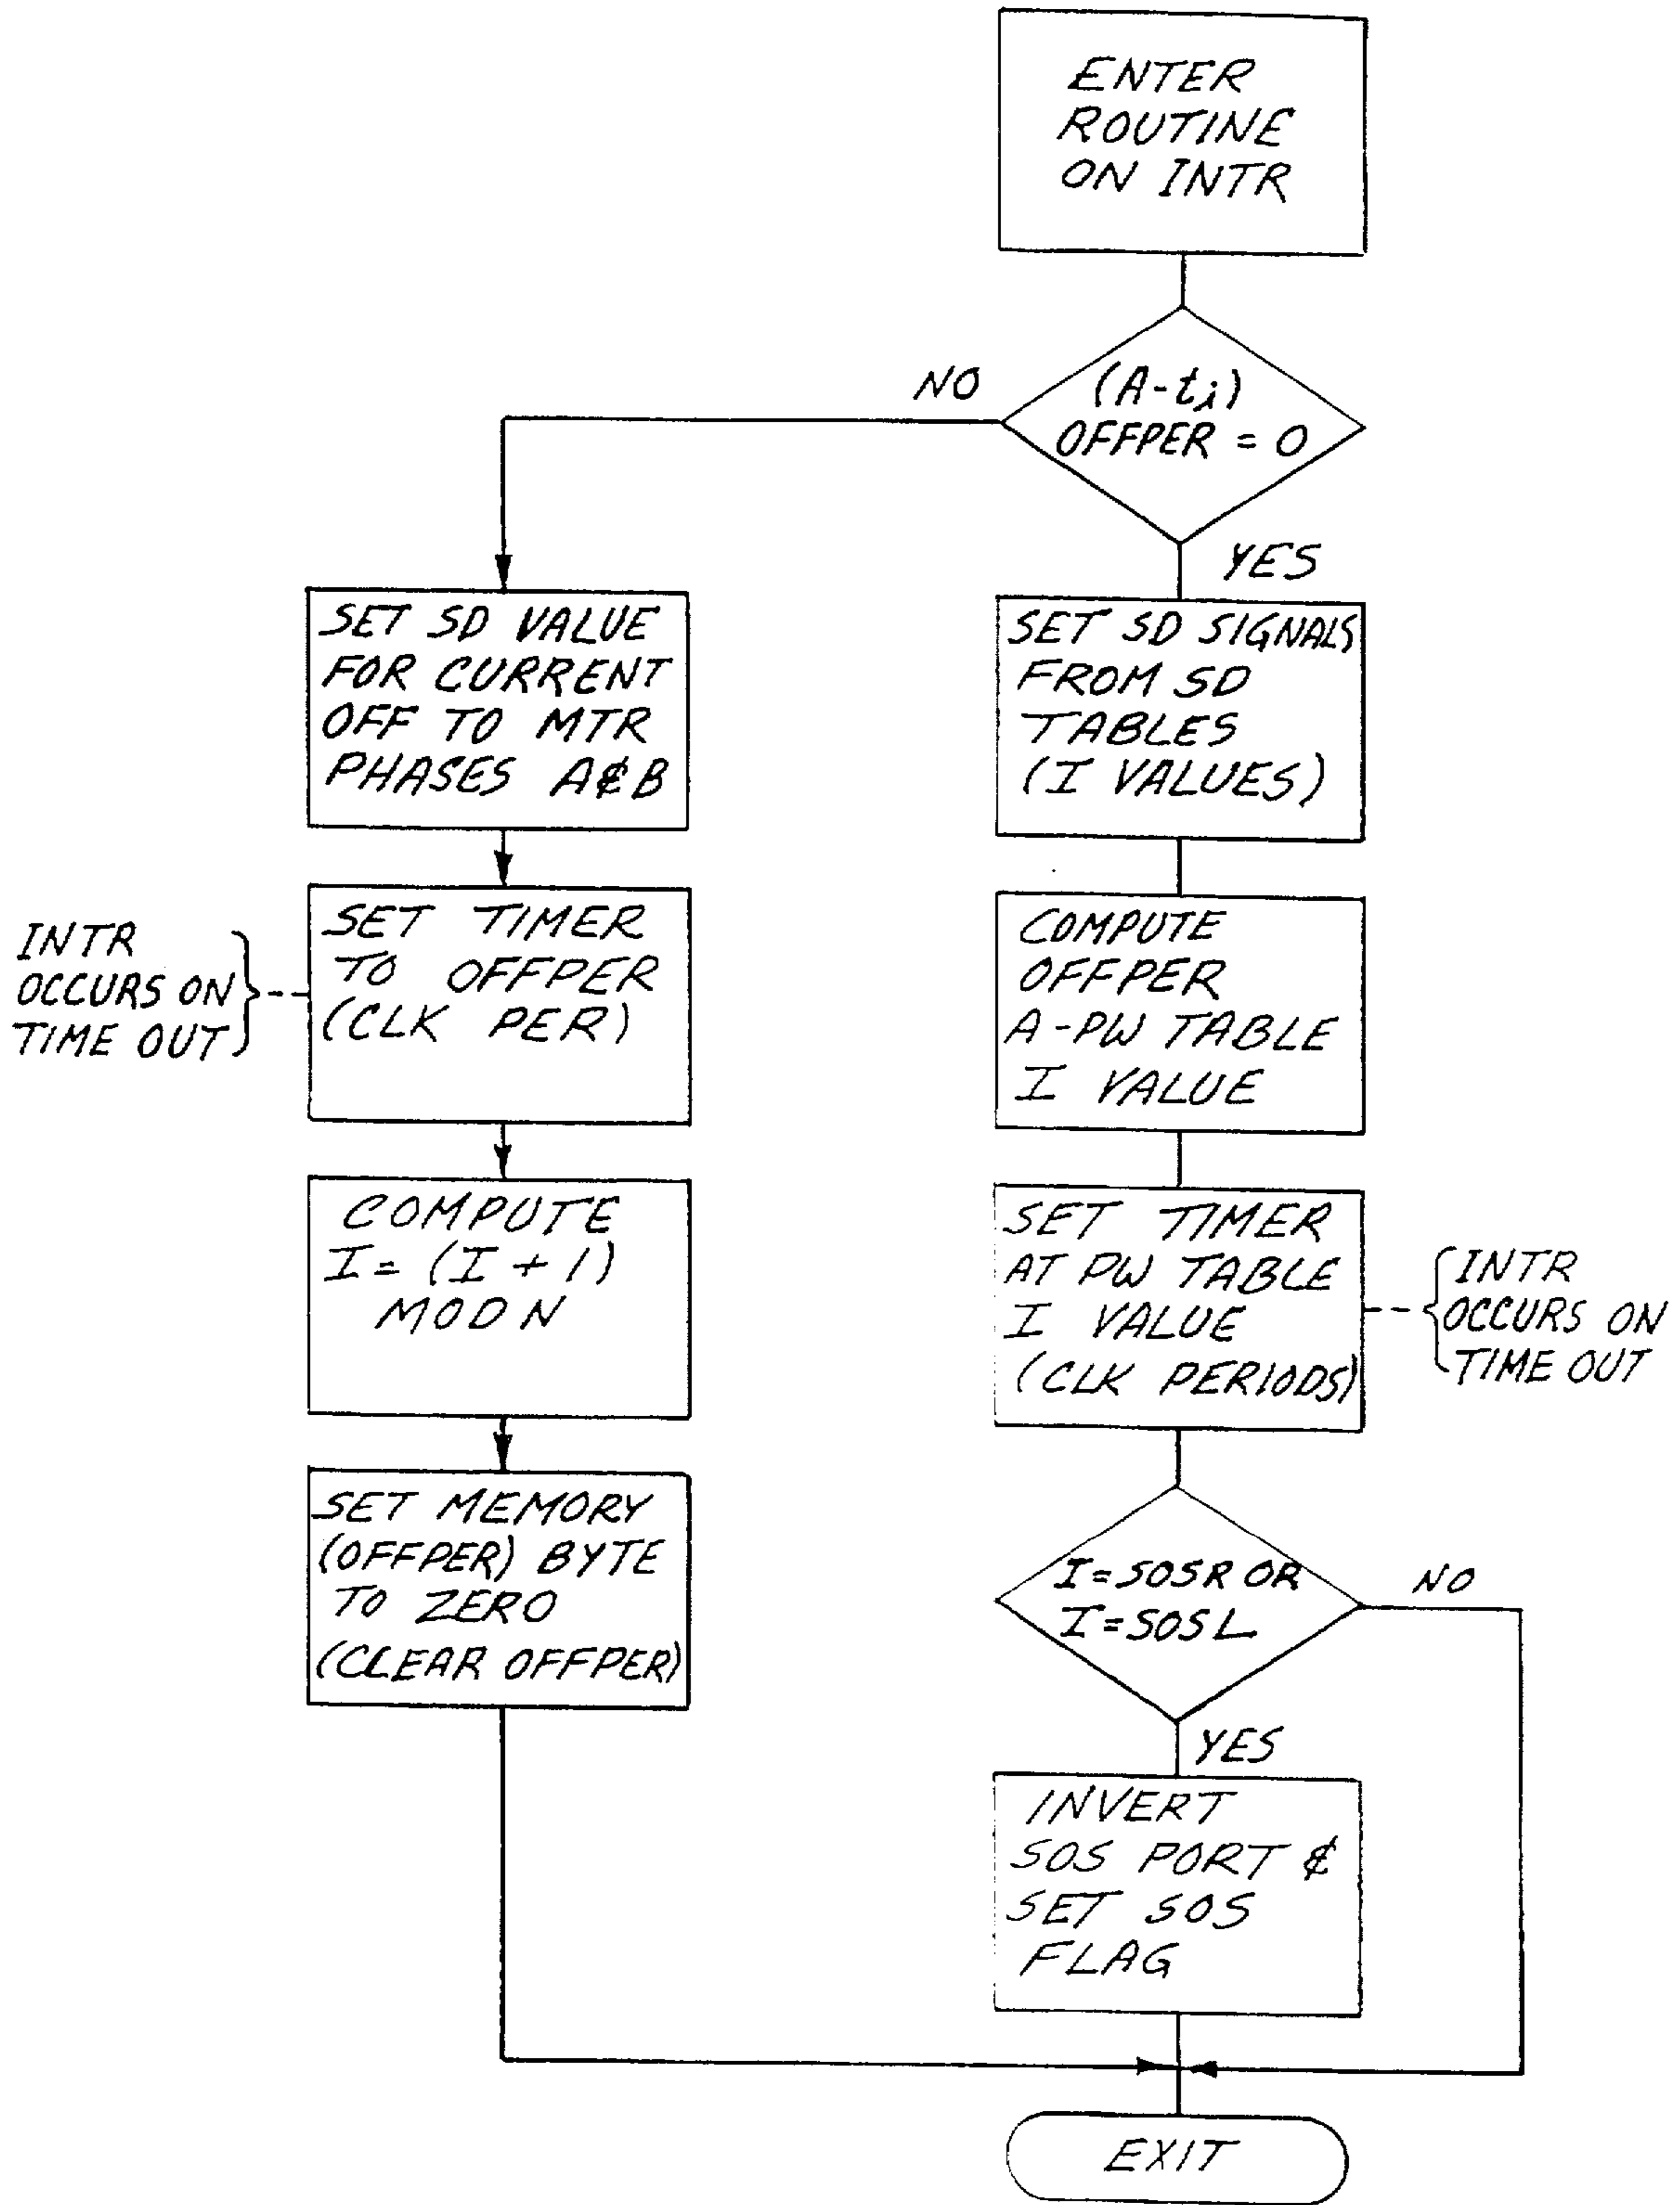 ENTER
ROUTINE
ON INTR
(A-ti)
OFFPER = 0
NO
YES
SET SD VALUE
FOR CURRENT
OFF TO MTR
PHASES A&B
SET TIMER
TO OFFPER
(CLK PER)
INTR
OCCURS ON
TIME OUT
COMPUTE
I = (I + 1)
MOD N
SET MEMORY
(OFFPER) BYTE
TO ZERO
(CLEAR OFFPER)
SET SD SIGNALS
FROM SD
TABLES
(I VALUES)
COMPUTE
OFFPER
A-PW TABLE
I VALUE
SET TIMER
AT PW TABLE
I VALUE
(CLK PERIODS)
INTR
OCCURS ON
TIME OUT
I=SOSR OR
I=SOSL
NO
YES
INVERT
SOS PORT &
SET SOS
FLAG
EXIT